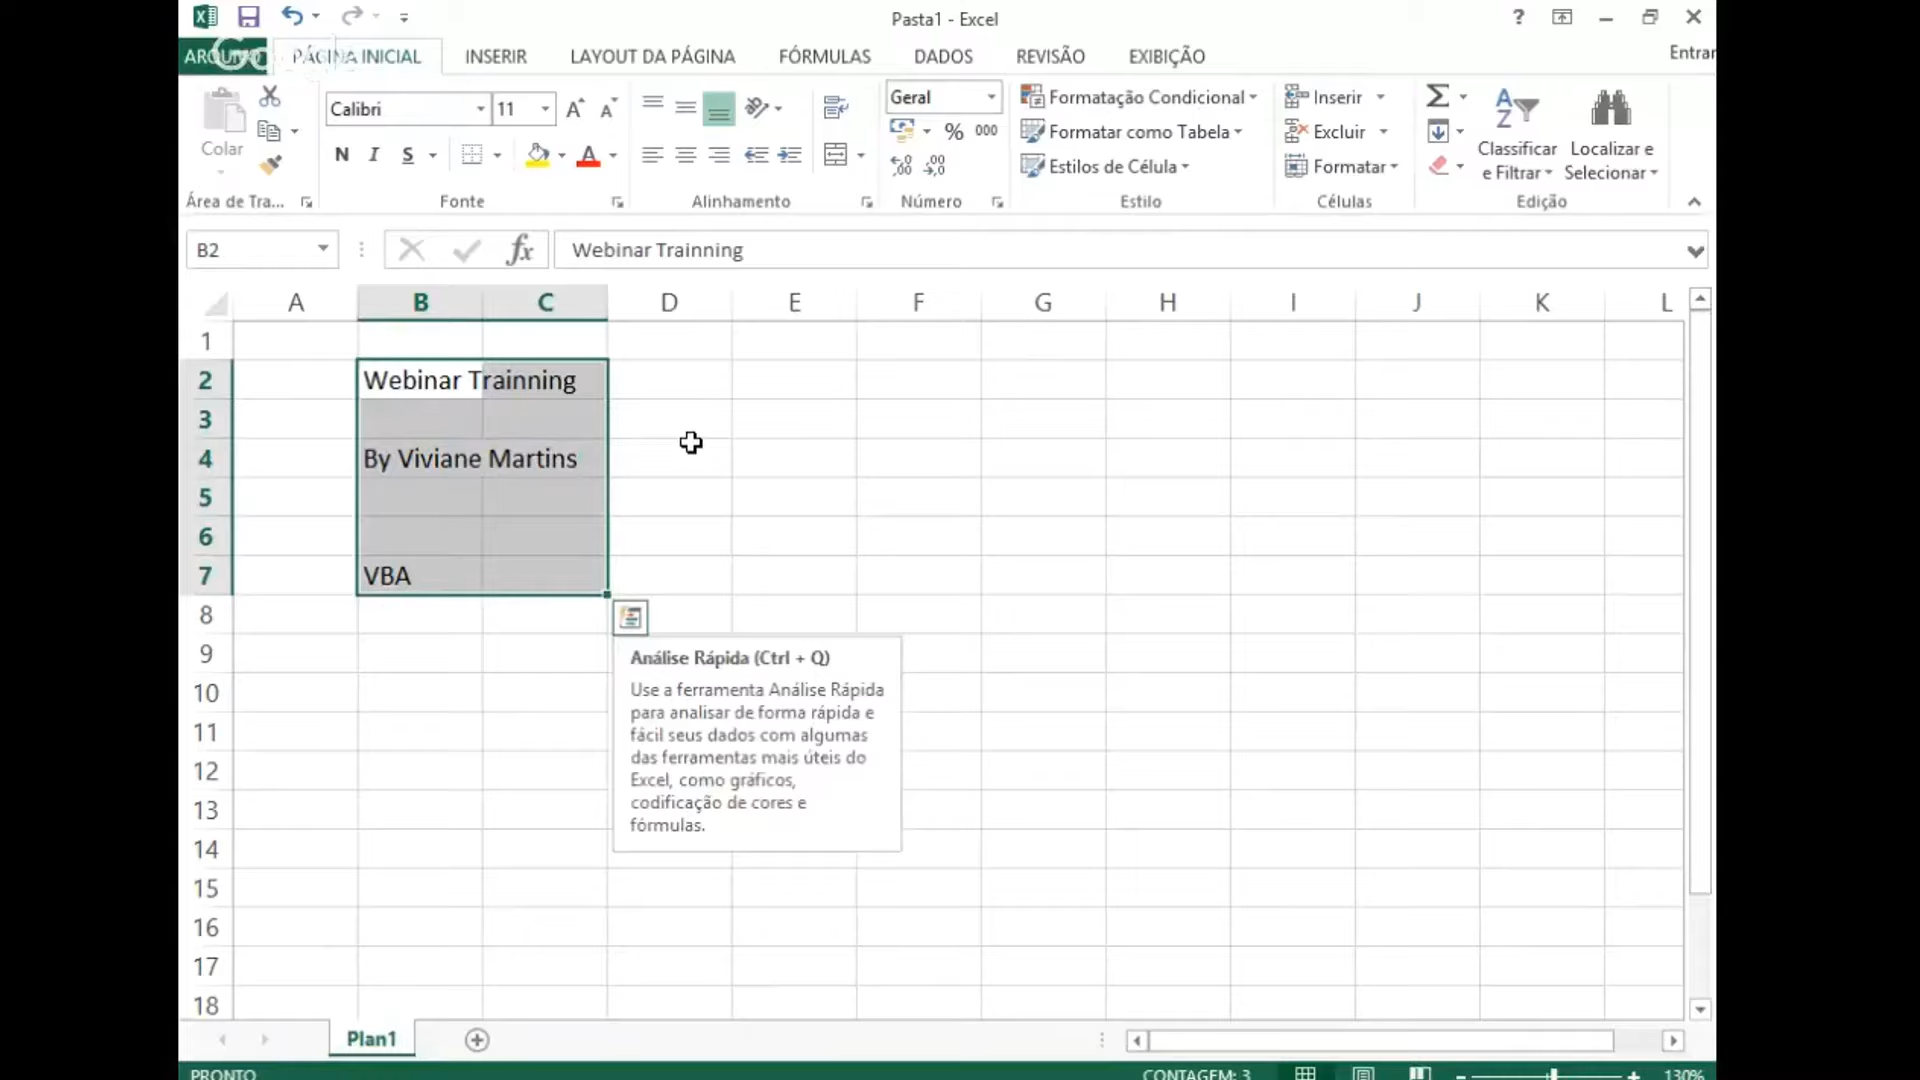 Pasta1 - Excel
?
PÁGINA INICIAL INSERIR LAYOUT DA PÁGINA FÓRMULAS DADOS REVISÃO EXIBIÇÃO Entrar
Colar
Área de Tra...
Calibri 11 A A
N I S A
Fonte
Alinhamento
Geral
% 000
,00 ,00
Número
Formatação Condicional
Formatar como Tabela
Estilos de Célula
Estilo
Inserir
Excluir
Formatar
Células
Σ
A Z
Classificar
e Filtrar
Localizar e
Selecionar
Edição
B2 fx Webinar Trainning
A B C D E F G H I J K L
1
2 Webinar Trainning
3
4 By Viviane Martins
5
6
7 VBA
8
9
10
11
12
13
14
15
16
17
18
Análise Rápida (Ctrl + Q)
Use a ferramenta Análise Rápida
para analisar de forma rápida e
fácil seus dados com algumas
das ferramentas mais úteis do
Excel, como gráficos,
codificação de cores e
fórmulas.
Plan1
PRONTO CONTAGEM: 3 130%